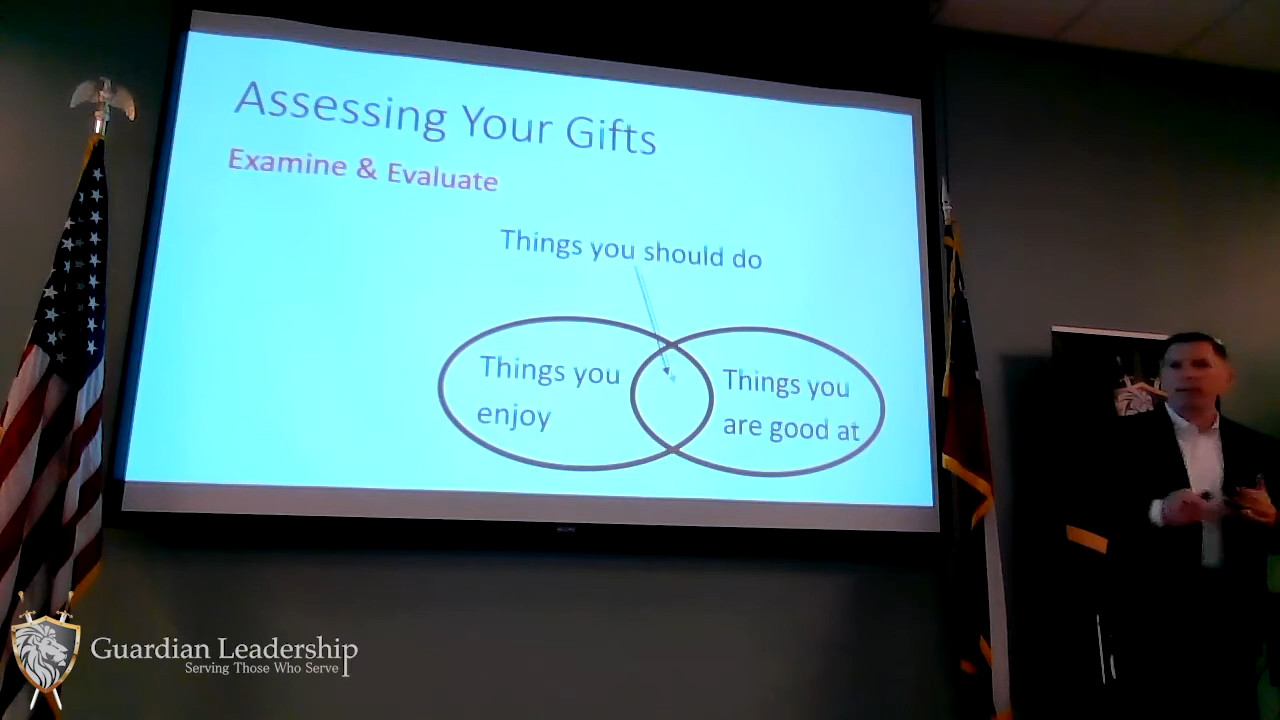 Assessing Your Gifts
Examine & Evaluate
Things you should do
Things you
enjoy
Things you
are good at
Guardian Leadership
Serving Those Who Serve